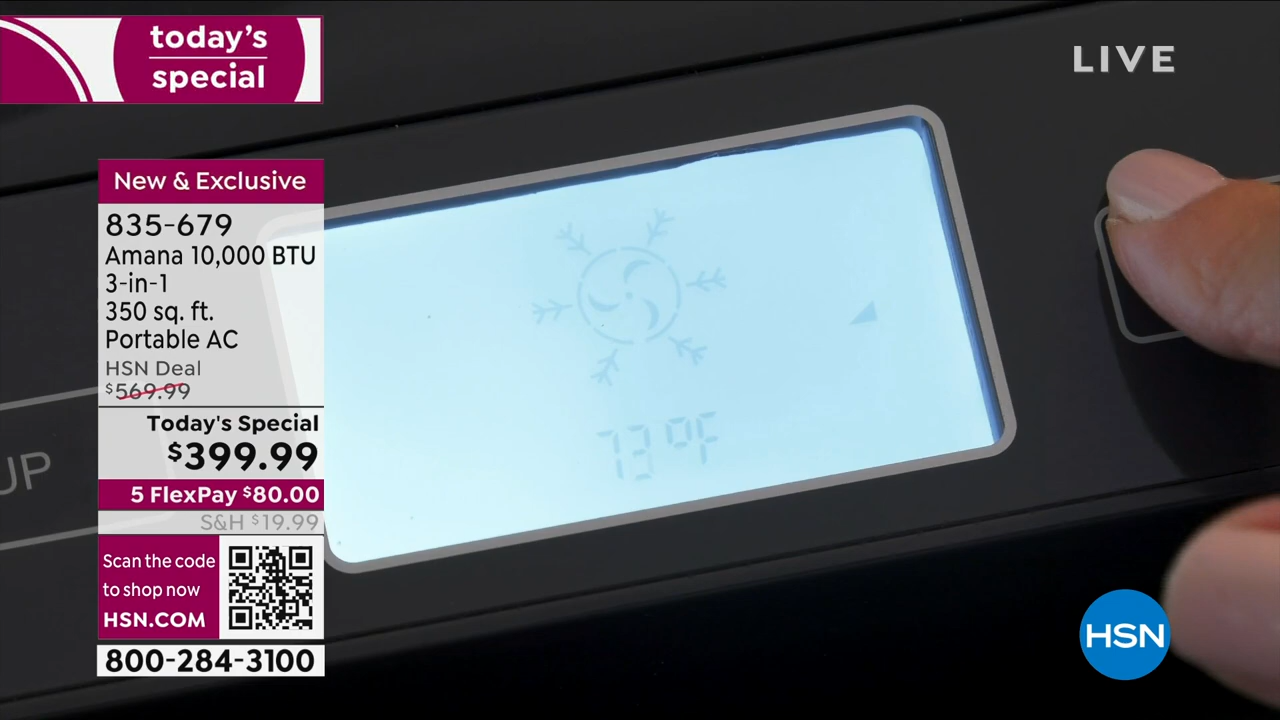 today's
special
LIVE
New & Exclusive
835-679
Amana 10,000 BTU
3-in-1
350 sq. ft.
Portable AC
HSN Deal
$569.99
Today's Special
$399.99
5 FlexPay $80.00
S&H $19.99
Scan the code
to shop now
HSN.COM
800-284-3100
UP
73°F
HSN